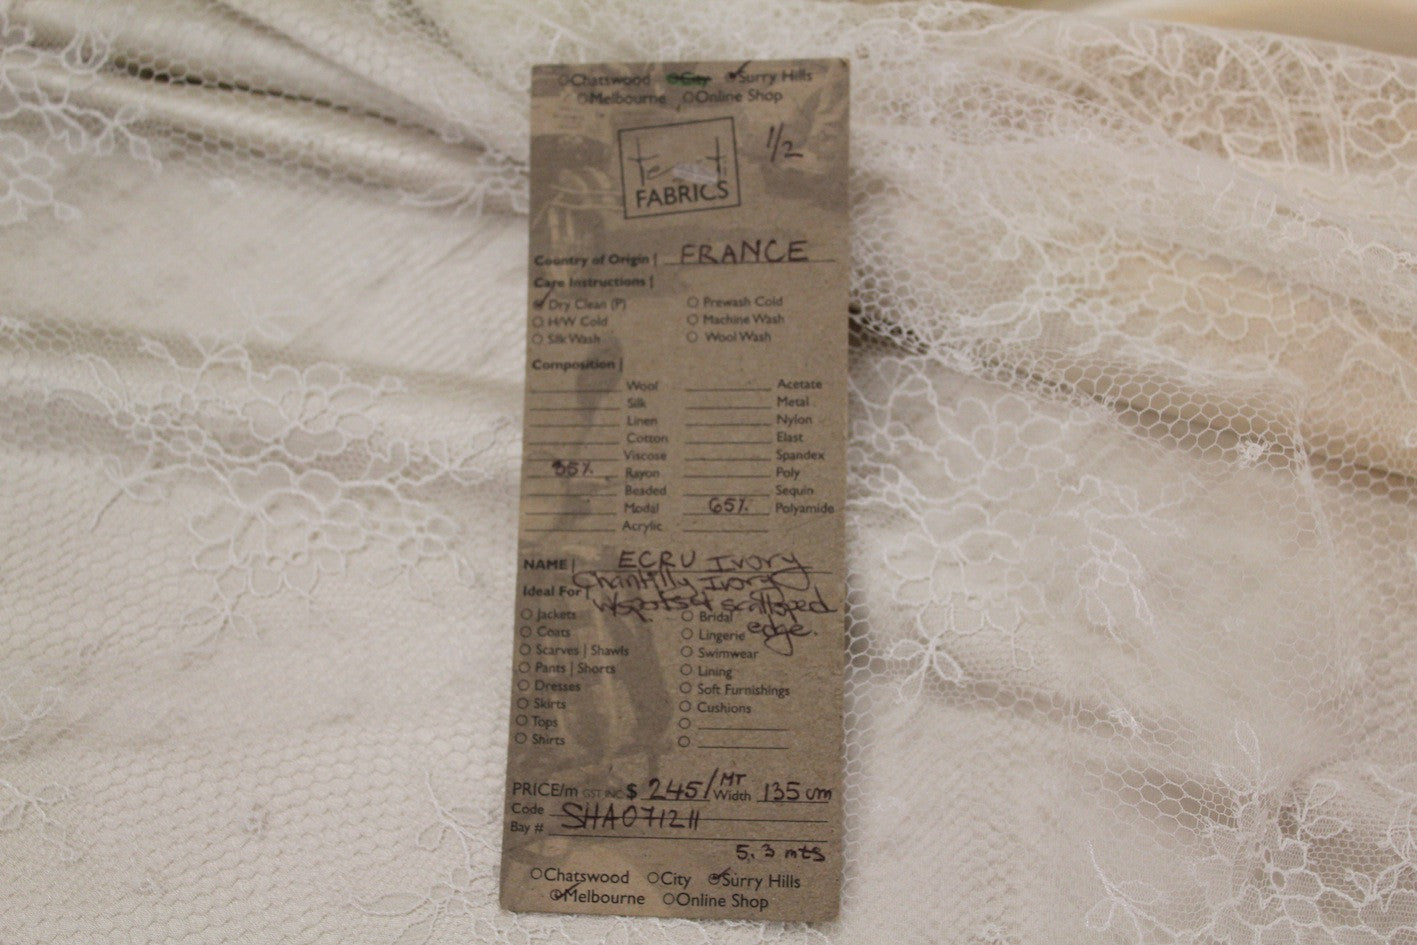 Chatswood City Surry Hills
Melbourne Online Shop
1/2
FABRICS
Country of Origin | FRANCE
Care Instructions |
Dry Clean (P) Prewash Cold
H/W Cold Machine Wash
Silk Wash Wool Wash
Composition |
Wool Acetate
Silk Metal
Linen Nylon
Cotton Elast
Viscose Spandex
35% Rayon Poly
Beaded Sequin
Modal 65% Polyamide
Acrylic
NAME | ECRU Ivory
Chantilly Ivory
Ideal For |
W spots & scalloped
edge.
Jackets Bridal
Coats Lingerie
Scarves | Shawls Swimwear
Pants | Shorts Lining
Dresses Soft Furnishings
Skirts Cushions
Tops
Shirts
PRICE/m GST INC $ 245/MT Width 135 cm
Code SHA071211
Bay #
5.3 mts
Chatswood City Surry Hills
Melbourne Online Shop